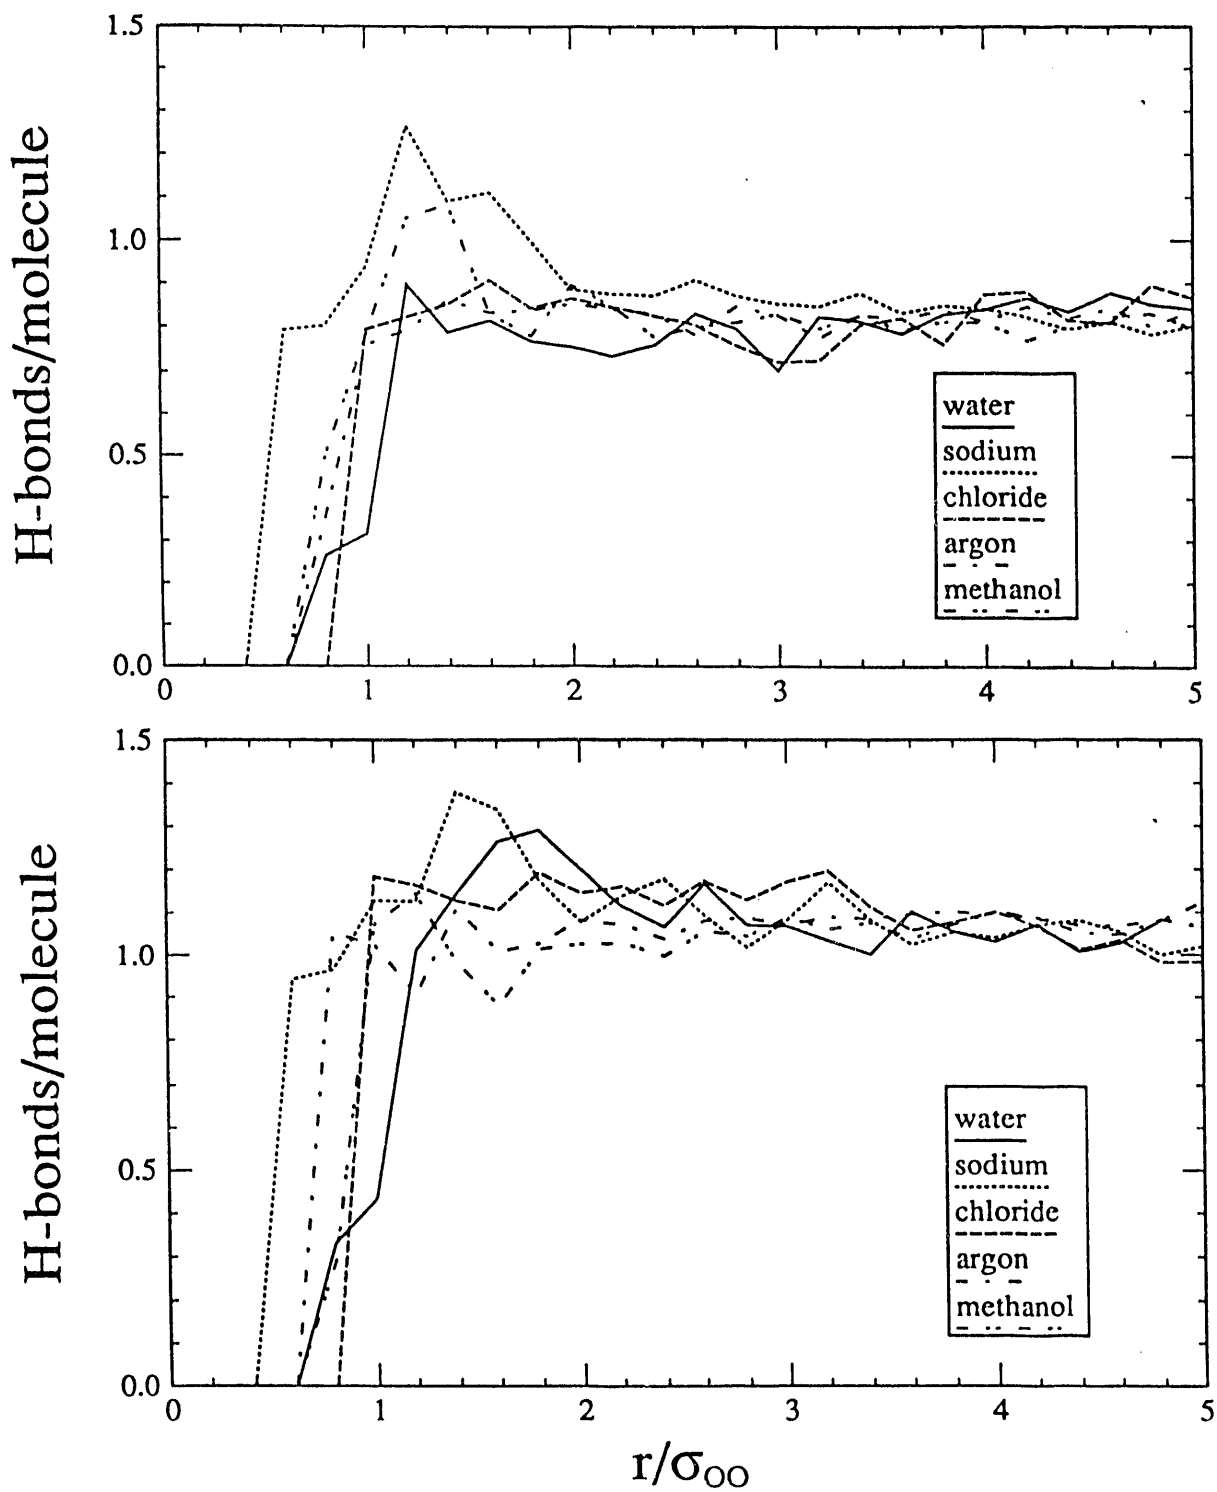 H-bonds/molecule
1.5
1.0
0.5
0.0
0 1 2 3 4 5
water
sodium
chloride
argon
methanol
H-bonds/molecule
1.5
1.0
0.5
0.0
0 1 2 3 4 5
water
sodium
chloride
argon
methanol
r/σOO